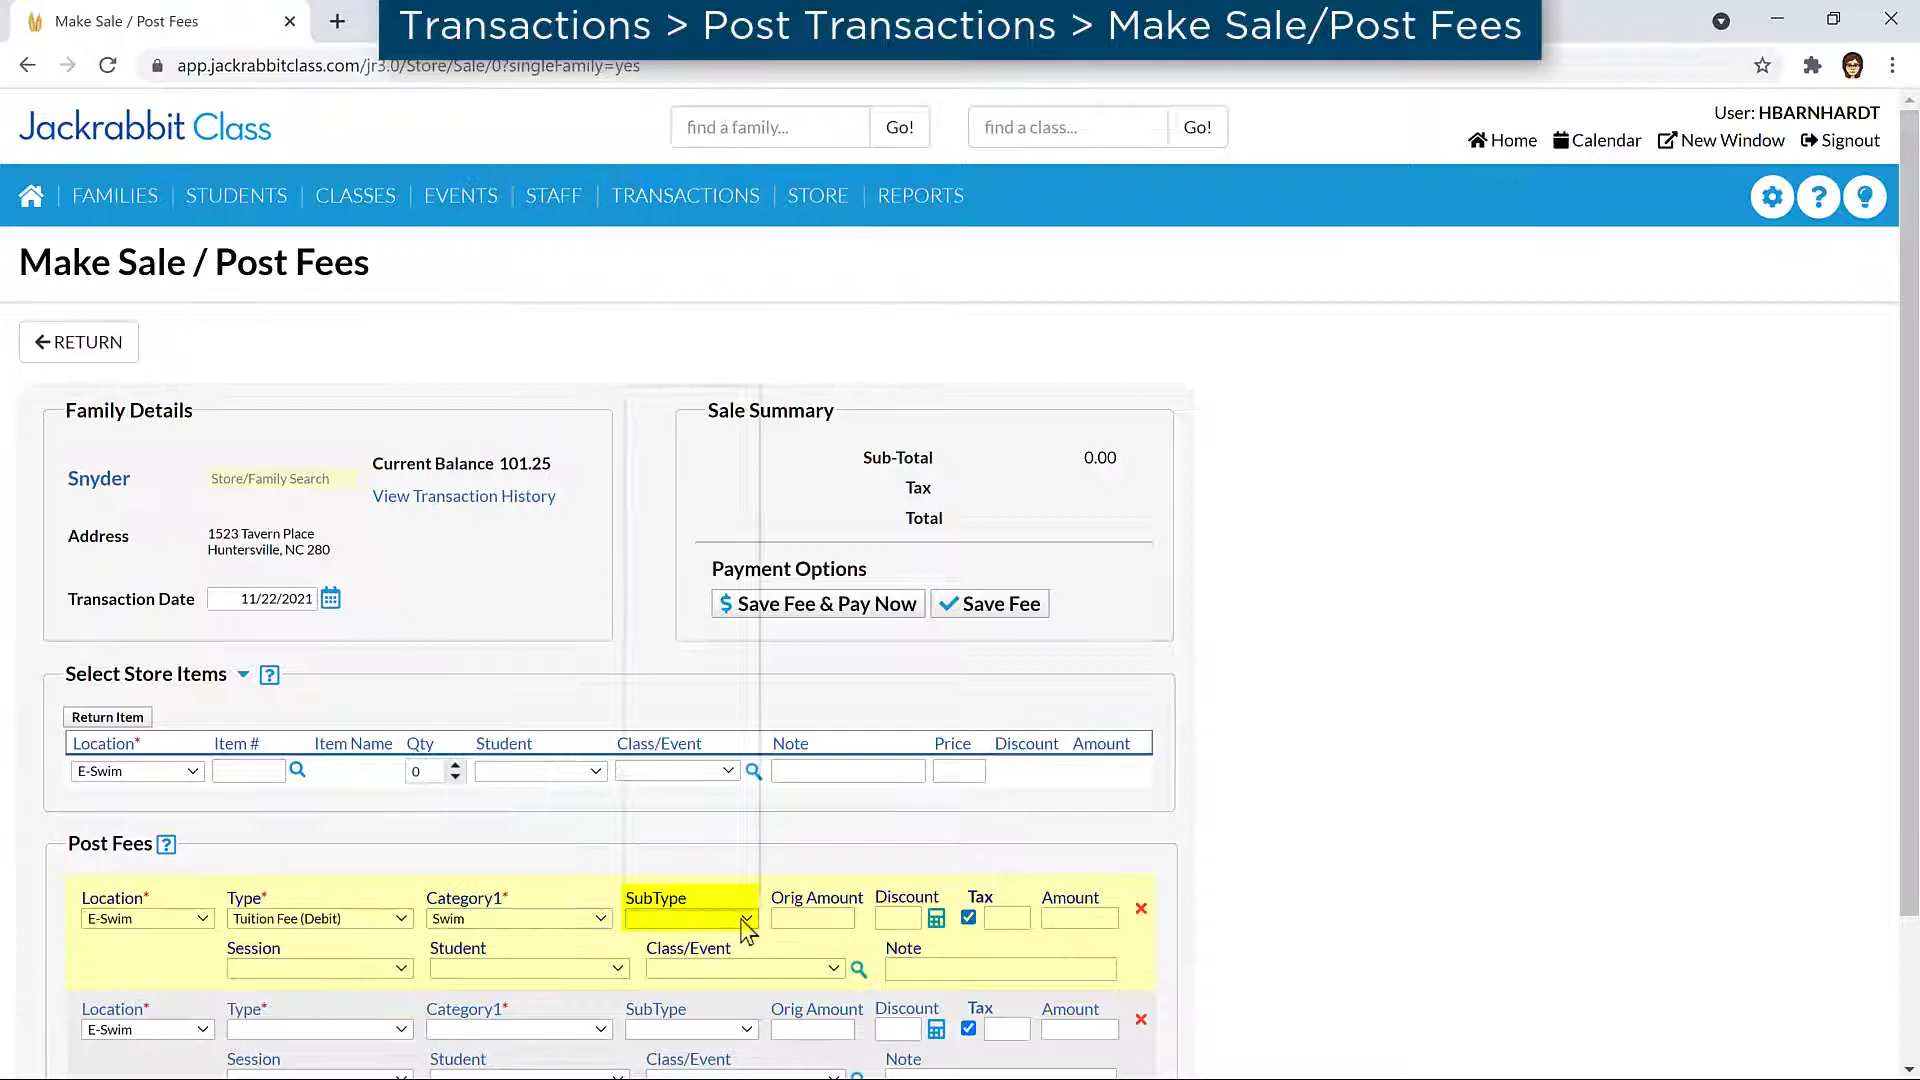 Make Sale / Post Fees
Transactions > Post Transactions > Make Sale/Post Fees
app.jackrabbitclass.com/jr3.0/Store/Sale/0?singleFamily=yes
Jackrabbit Class
find a family...
Go!
find a class...
Go!
User: HBARNHARDT
Home
Calendar
New Window
Signout
FAMILIES
STUDENTS
CLASSES
EVENTS
STAFF
TRANSACTIONS
STORE
REPORTS
?
Make Sale / Post Fees
RETURN
Family Details
Snyder
Store/Family Search
Current Balance 101.25
View Transaction History
Address
1523 Tavern Place
Huntersville, NC 280
Transaction Date
11/22/2021
Sale Summary
Sub-Total 0.00
Tax
Total
Payment Options
$ Save Fee & Pay Now
Save Fee
Select Store Items
?
Return Item
Location* Item # Item Name Qty Student Class/Event Note Price Discount Amount
E-Swim 0
Post Fees ?
Location* Type* Category1* SubType Orig Amount Discount Tax Amount
E-Swim Tuition Fee (Debit) Swim
Session Student Class/Event Note
Location* Type* Category1* SubType Orig Amount Discount Tax Amount
E-Swim
Session Student Class/Event Note